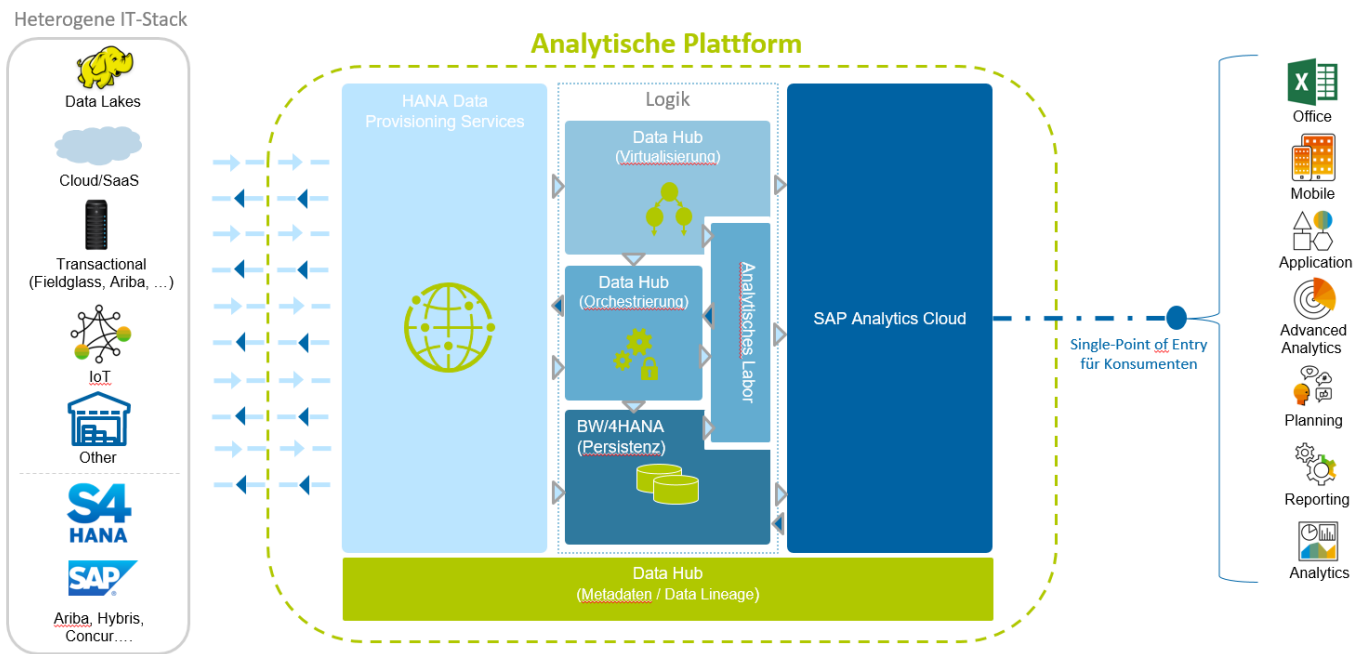 Heterogene IT-Stack
Data Lakes
Cloud/SaaS
Transactional
(Fieldglass, Ariba, …)
IoT
Other
S4
HANA
SAP
Ariba, Hybris,
Concur….
Analytische Plattform
HANA Data
Provisioning Services
Logik
Data Hub
(Virtualisierung)
Data Hub
(Orchestrierung)
Analytisches Labor
BW/4HANA
(Persistenz)
SAP Analytics Cloud
Data Hub
(Metadaten / Data Lineage)
Single-Point of Entry
für Konsumenten
X
Office
Mobile
Application
Advanced
Analytics
Planning
Reporting
Analytics